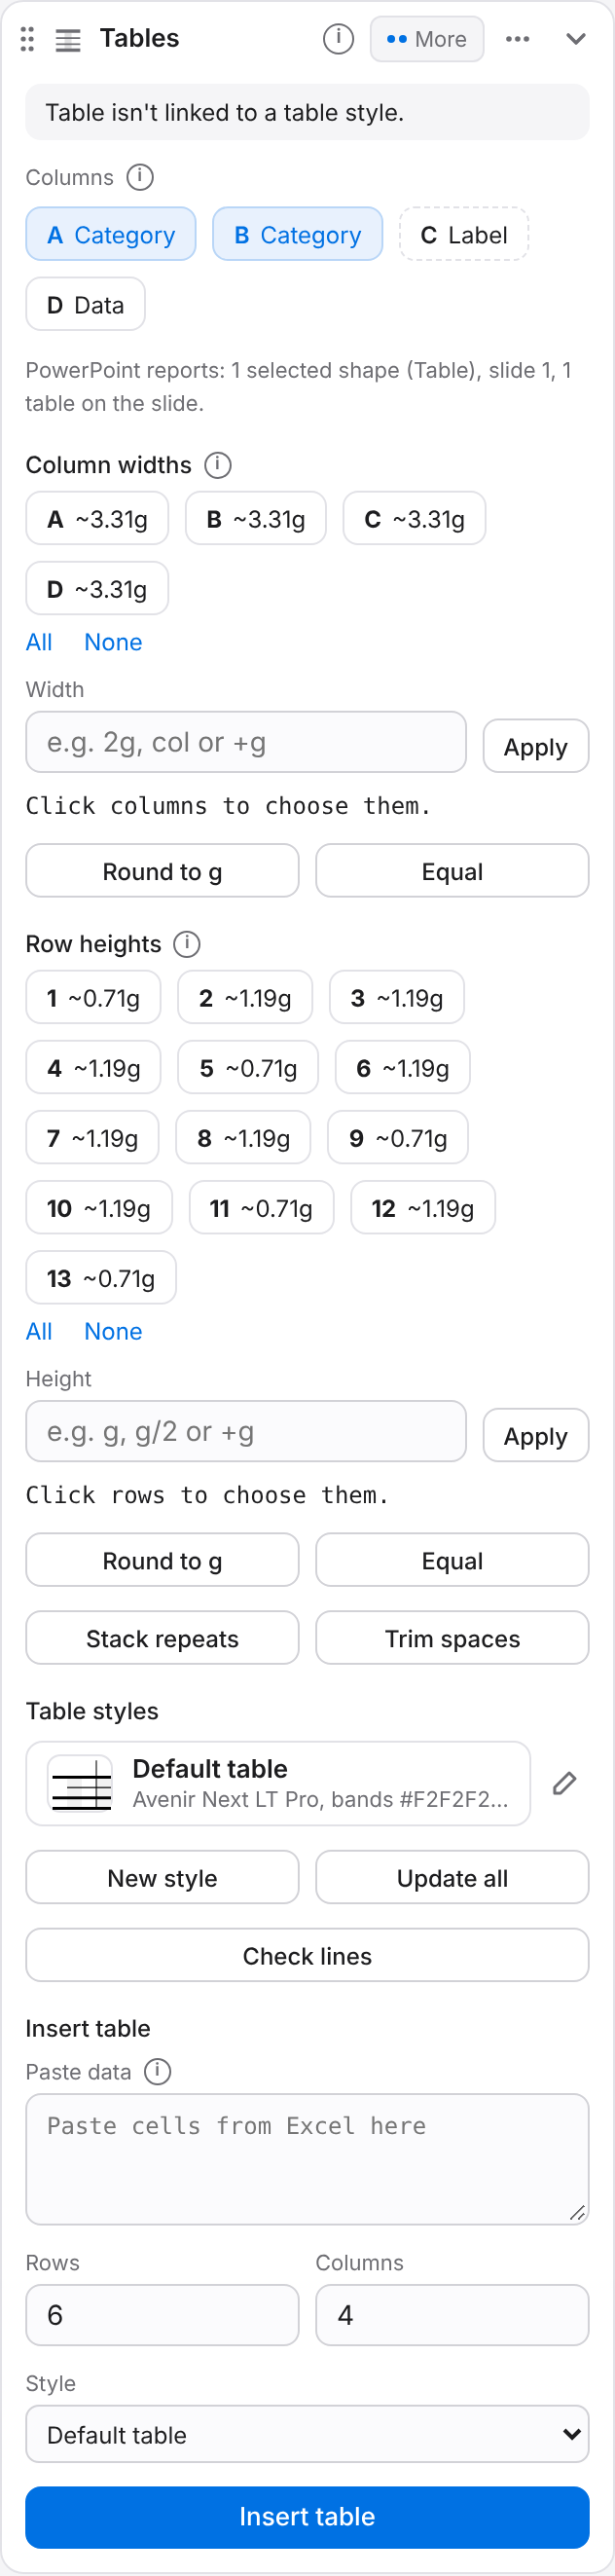 Tables
More
Table isn't linked to a table style.
Columns
A Category B Category C Label
D Data
PowerPoint reports: 1 selected shape (Table), slide 1, 1
table on the slide.
Column widths
A ~3.31g B ~3.31g C ~3.31g
D ~3.31g
All None
Width
e.g. 2g, col or +g Apply
Click columns to choose them.
Round to g Equal
Row heights
1 ~0.71g 2 ~1.19g 3 ~1.19g
4 ~1.19g 5 ~0.71g 6 ~1.19g
7 ~1.19g 8 ~1.19g 9 ~0.71g
10 ~1.19g 11 ~0.71g 12 ~1.19g
13 ~0.71g
All None
Height
e.g. g, g/2 or +g Apply
Click rows to choose them.
Round to g Equal
Stack repeats Trim spaces
Table styles
Default table
Avenir Next LT Pro, bands #F2F2F2...
New style Update all
Check lines
Insert table
Paste data
Paste cells from Excel here
Rows Columns
6 4
Style
Default table
Insert table